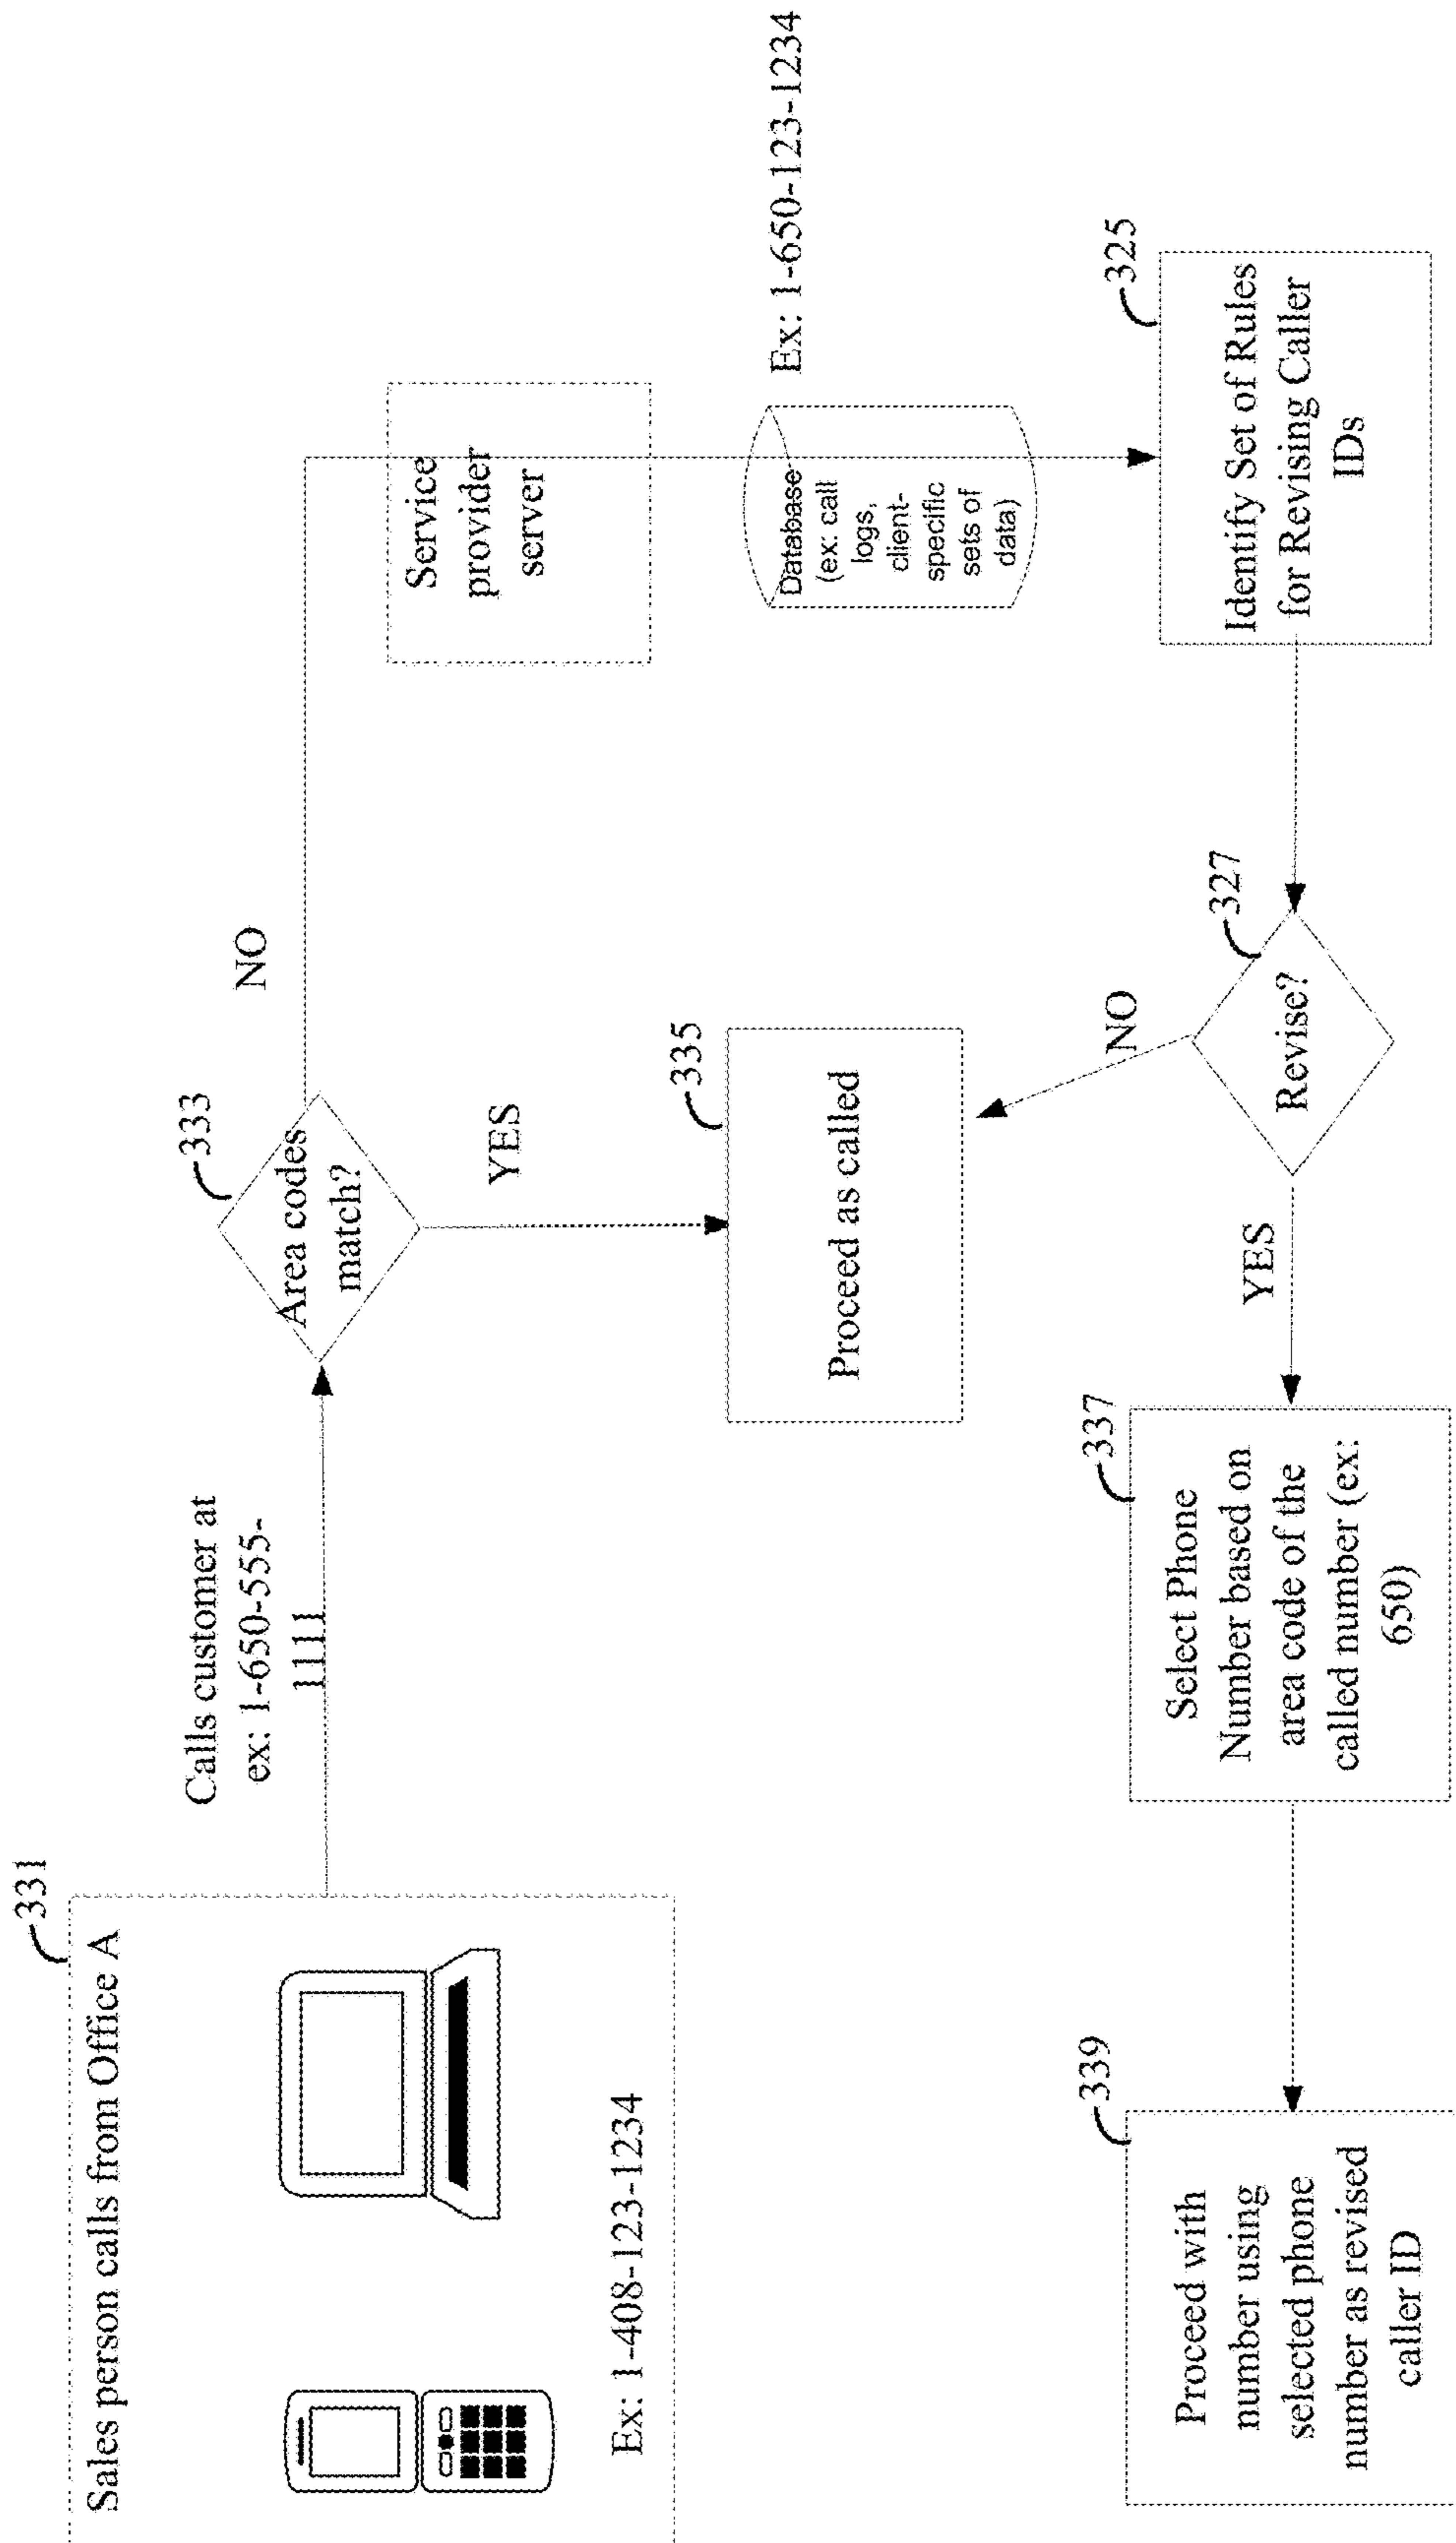 331
Sales person calls from Office A
Ex: 1-408-123-1234
Calls customer at
ex: 1-650-555-
1111
333
Area codes
match?
NO
YES
Service
provider
server
Database
(ex: call
logs,
client-
specific
sets of
data)
Ex: 1-650-123-1234
335
Proceed as called
325
Identify Set of Rules
for Revising Caller
IDs
327
Revise?
NO
YES
337
Select Phone
Number based on
area code of the
called number (ex:
650)
339
Proceed with
number using
selected phone
number as revised
caller ID